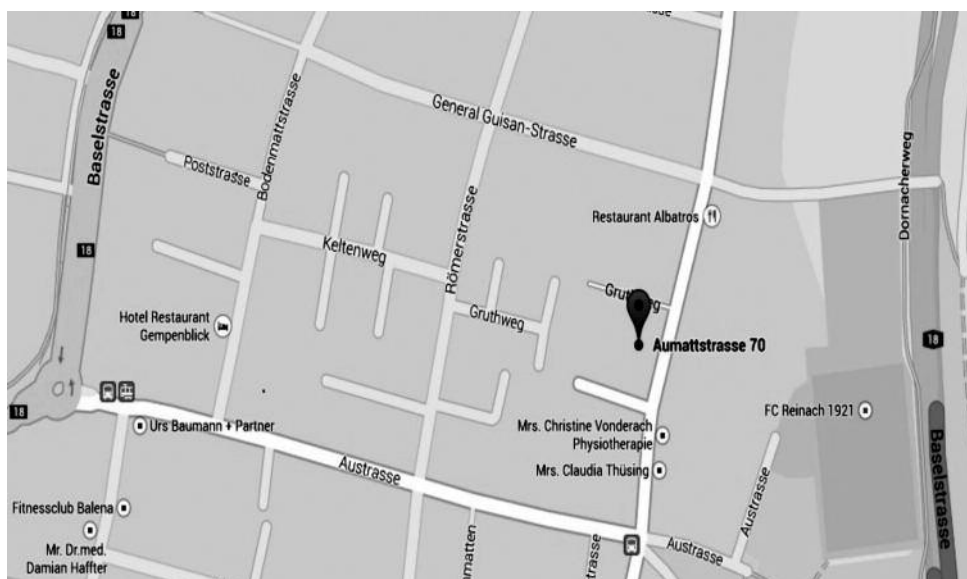 18
18
18
18
18
Baselstrasse
Poststrasse
Bodenmattstrasse
General Guisan-Strasse
Römerstrasse
Keltenweg
Restaurant Albatros
Dornacherweg
Hotel Restaurant
Gempenblick
Gruthweg
Aumattstrasse 70
FC Reinach 1921
Urs Baumann + Partner
Mrs. Christine Vonderach
Physiotherapie
Mrs. Claudia Thüsing
Austrasse
Austrasse
Austrasse
Baselstrasse
Fitnessclub Balena
Mr. Dr.med.
Damian Haffter